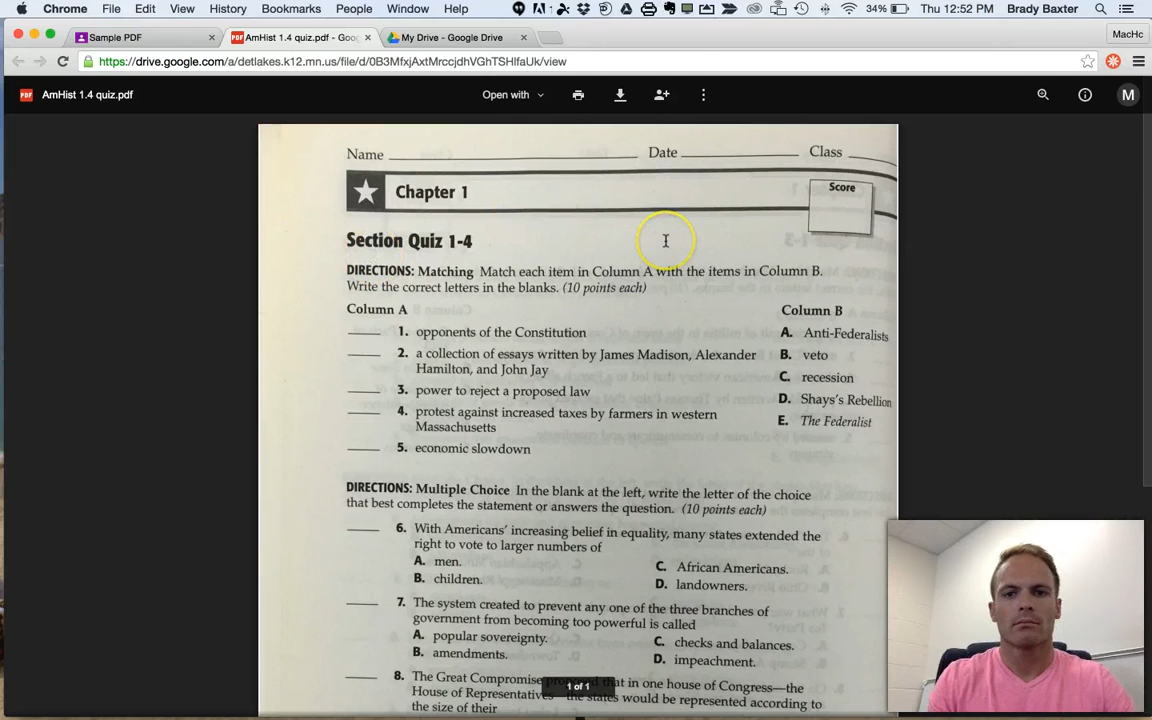 Chrome File Edit View History Bookmarks People Window Help 34% Thu 12:52 PM Brady Baxter
Sample PDF AmHist 1.4 quiz.pdf - Goo My Drive - Google Drive MacHc
https://drive.google.com/a/detlakes.k12.mn.us/file/d/0B3MfxjAxtMrccjdhVGhTSHlfaUk/view
PDF AmHist 1.4 quiz.pdf Open with M
Name Date Class
Chapter 1 Score
Section Quiz 1-4
DIRECTIONS: Matching Match each item in Column A with the items in Column B.
Write the correct letters in the blanks. (10 points each)
Column A Column B
1. opponents of the Constitution A. Anti-Federalists
2. a collection of essays written by James Madison, Alexander B. veto
Hamilton, and John Jay C. recession
3. power to reject a proposed law D. Shays's Rebellion
4. protest against increased taxes by farmers in western E. The Federalist
Massachusetts
5. economic slowdown
DIRECTIONS: Multiple Choice In the blank at the left, write the letter of the choice
that best completes the statement or answers the question. (10 points each)
6. With Americans' increasing belief in equality, many states extended the
right to vote to larger numbers of
A. men. C. African Americans.
B. children. D. landowners.
7. The system created to prevent any one of the three branches of
government from becoming too powerful is called
A. popular sovereignty. C. checks and balances.
B. amendments. D. impeachment.
8. The Great Compromise proposed that in one house of Congress—the
House of Representatives—the states would be represented according to
the size of their
1 of 1